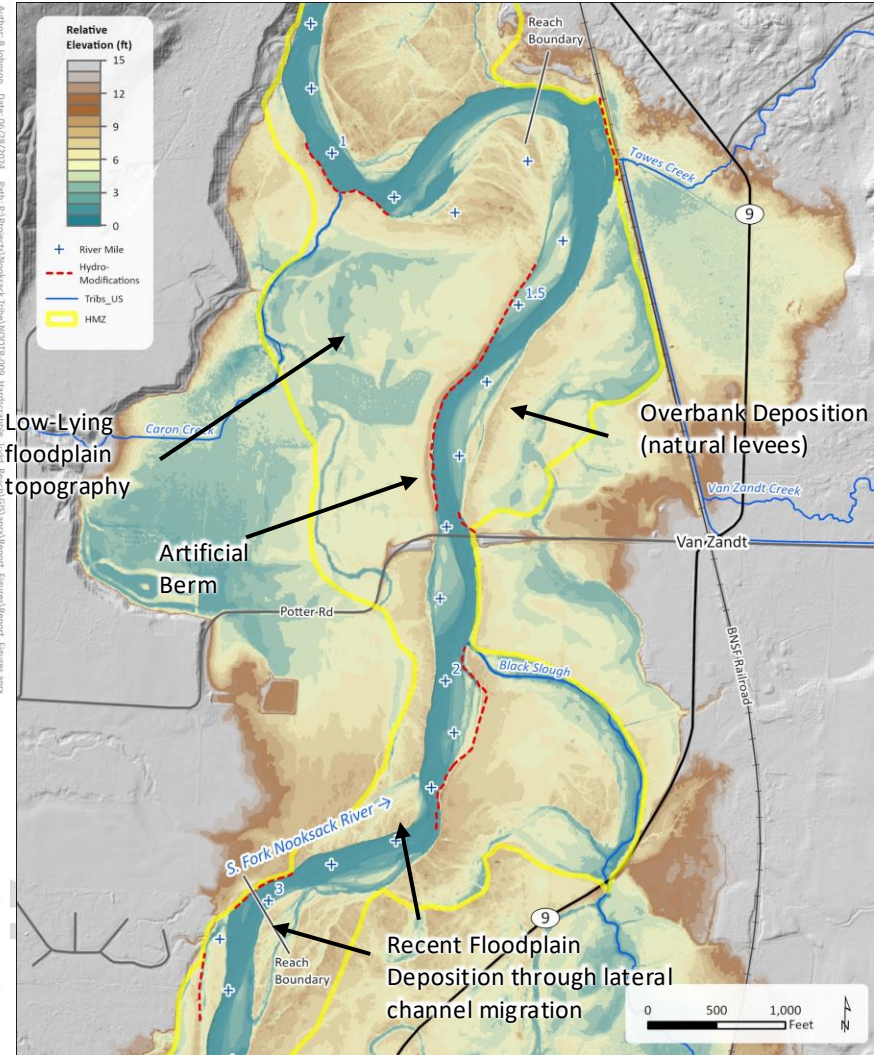 Relative
Elevation (ft)
15
12
9
6
3
0
River Mile
Hydro-
Modifications
Tribs_US
HMZ
Reach
Boundary
1
Tawes Creek
9
1.5
Low-Lying
floodplain
topography
Caron Creek
Overbank Deposition
(natural levees)
Van Zandt Creek
Artificial
Berm
Van Zandt
Potter Rd
BNSF Railroad
2
Black Slough
S. Fork Nooksack River →
3
9
Reach
Boundary
Recent Floodplain
Deposition through lateral
channel migration
0 500 1,000
Feet
N